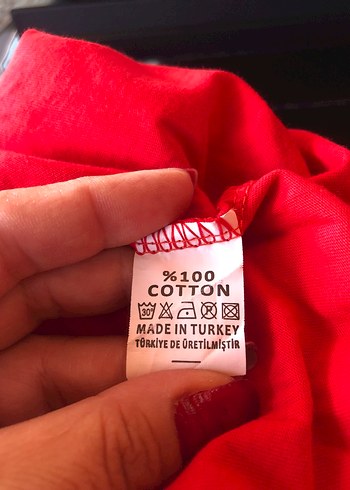 %100
COTTON
30°
MADE IN TURKEY
TÜRKİYE DE ÜRETİLMİŞTİR